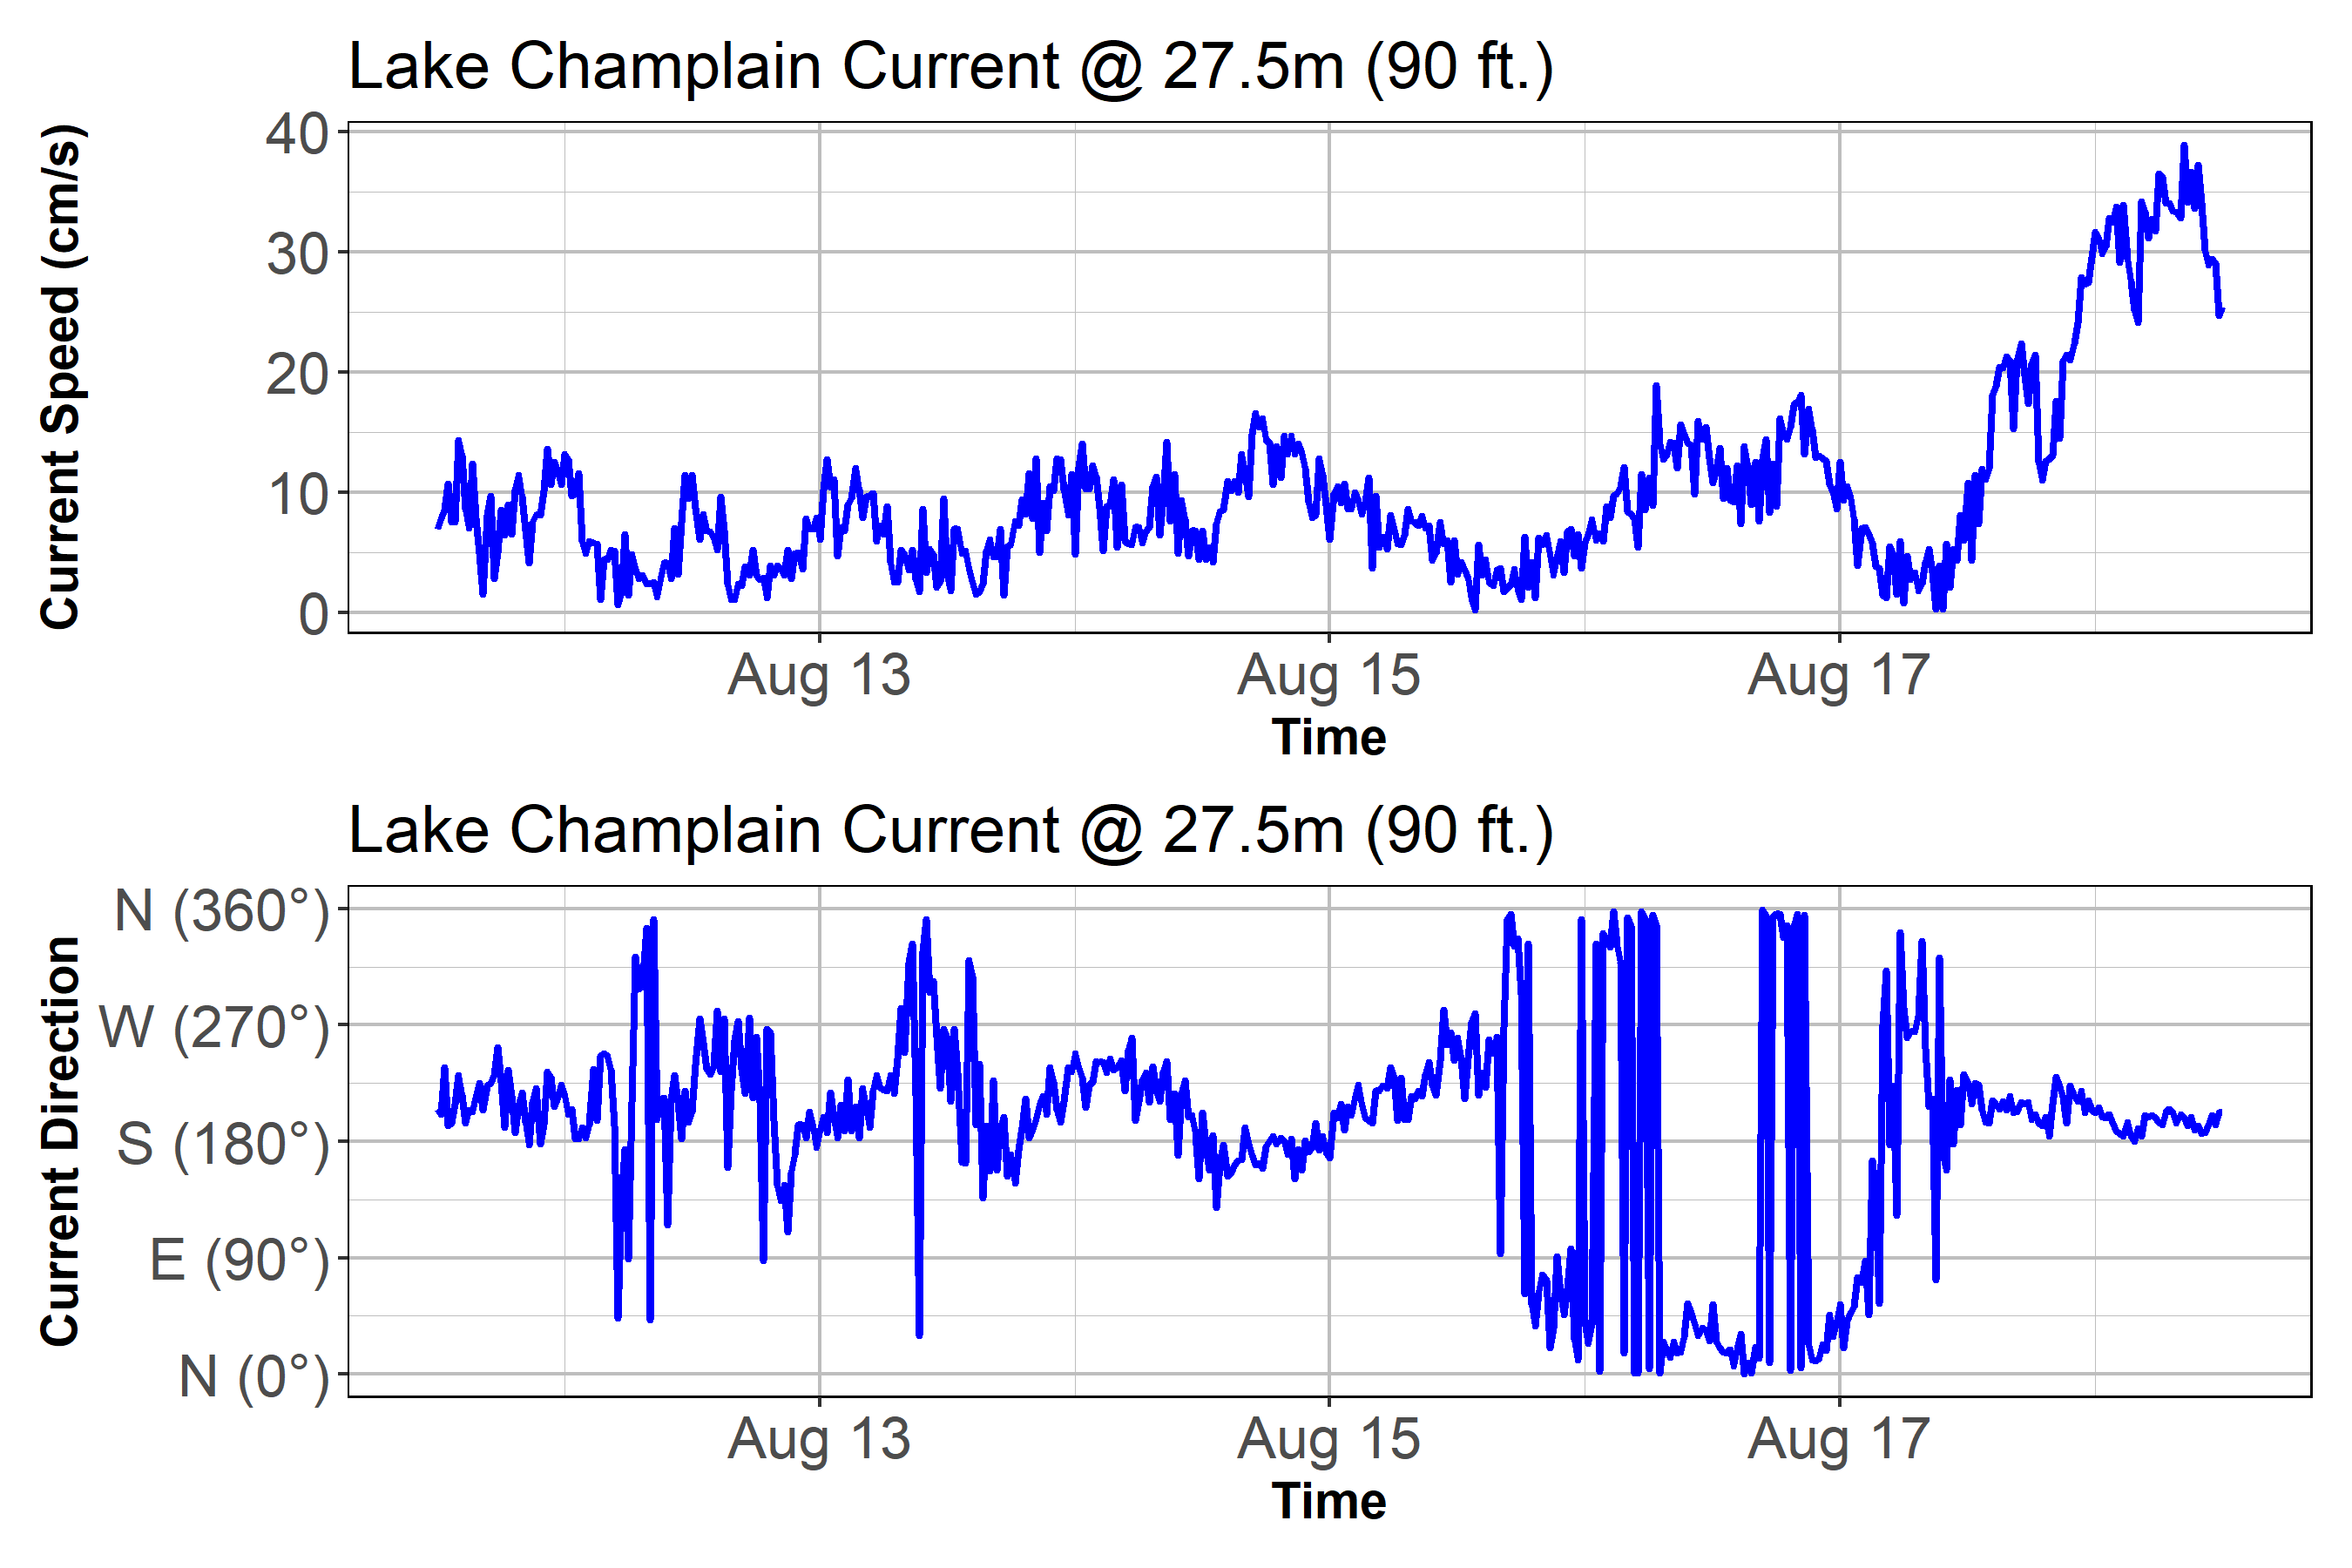 Lake Champlain Current @ 27.5m (90 ft.)
Current Speed (cm/s)
40
30
20
10
0
Aug 13 Aug 15 Aug 17
Time
Lake Champlain Current @ 27.5m (90 ft.)
Current Direction
N (360°)
W (270°)
S (180°)
E (90°)
N (0°)
Aug 13 Aug 15 Aug 17
Time